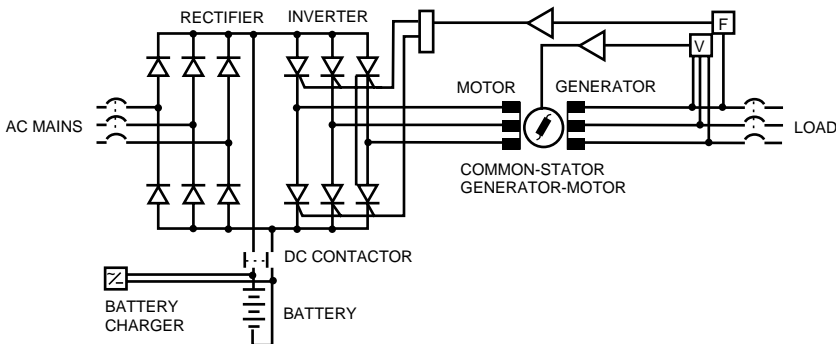 RECTIFIER
INVERTER
F
V
MOTOR
GENERATOR
AC MAINS
LOAD
COMMON-STATOR
GENERATOR-MOTOR
DC CONTACTOR
BATTERY
CHARGER
BATTERY